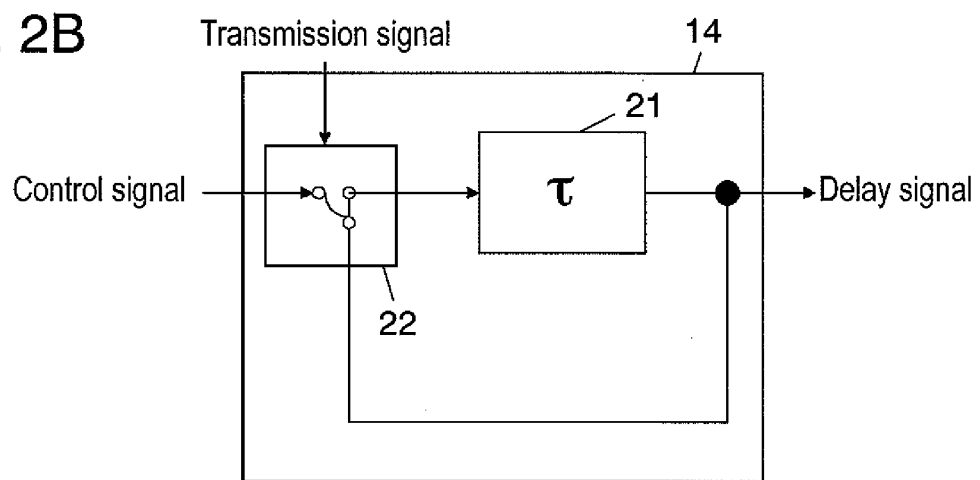 2B
Transmission signal
14
21
Control signal
τ
Delay signal
22